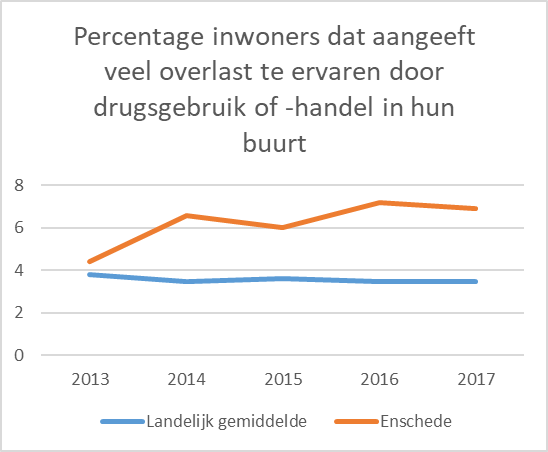 Percentage inwoners dat aangeeft
veel overlast te ervaren door
drugsgebruik of -handel in hun
buurt
8
6
4
2
0
2013 2014 2015 2016 2017
Landelijk gemiddelde Enschede